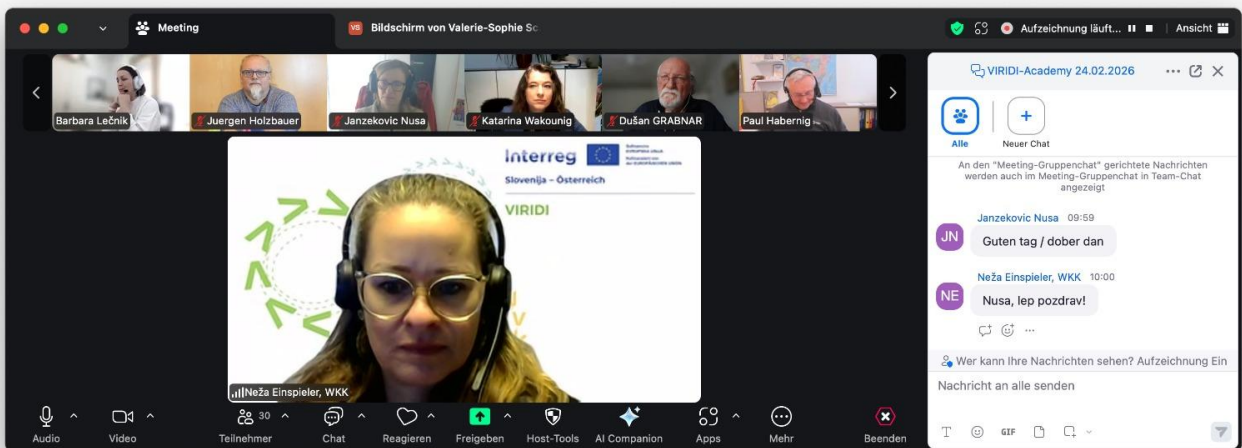 Meeting
VS Bildschirm von Valerie-Sophie Sc
Aufzeichnung läuft...
Ansicht
Barbara Lečnik
Juergen Holzbauer
Janzekovic Nusa
Katarina Wakounig
Dušan GRABNAR
Paul Habernig
Interreg
Slovenija – Österreich
VIRIDI
Neža Einspieler, WKK
Audio
Video
30
Teilnehmer
Chat
Reagieren
Freigeben
Host-Tools
AI Companion
Apps
Mehr
Beenden
VIRIDI-Academy 24.02.2026
Alle
Neuer Chat
An den "Meeting-Gruppenchat" gerichtete Nachrichten
werden auch im Meeting-Gruppenchat in Team-Chat
angezeigt
Janzekovic Nusa 09:59
JN
Guten tag / dober dan
Neža Einspieler, WKK 10:00
NE
Nusa, lep pozdrav!
Wer kann Ihre Nachrichten sehen? Aufzeichnung Ein
Nachricht an alle senden
GIF